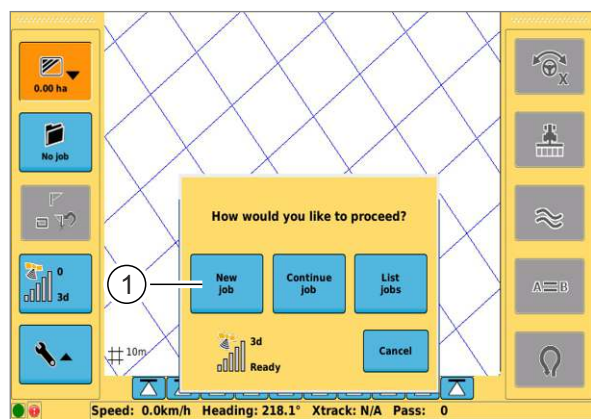 0.00 ha
No job
0
3d
10m
How would you like to proceed?
New
job
Continue
job
List
jobs
3d
Ready
Cancel
1
X
A=B
Speed: 0.0km/h Heading: 218.1° Xtrack: N/A Pass: 0